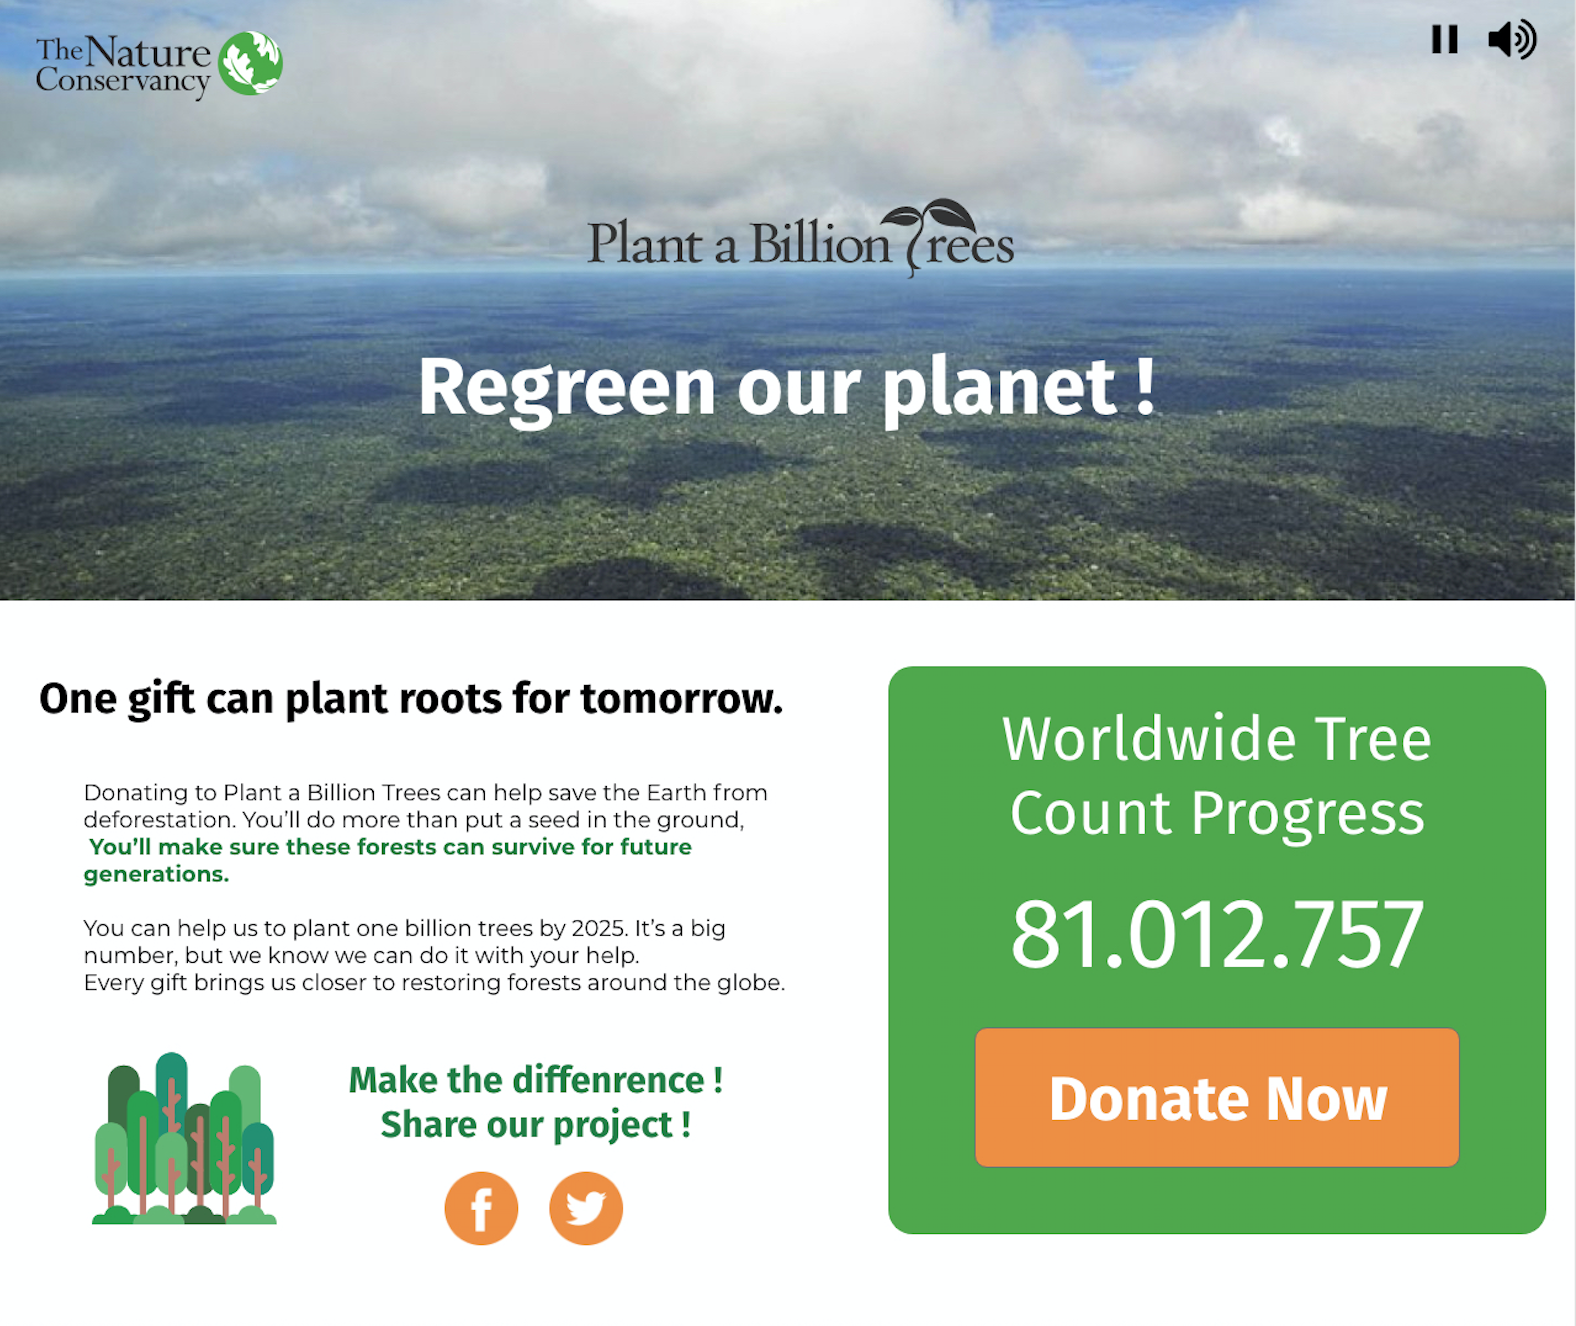 The Nature
Conservancy
Plant a Billion Trees
Regreen our planet !
One gift can plant roots for tomorrow.
Donating to Plant a Billion Trees can help save the Earth from
deforestation. You’ll do more than put a seed in the ground,
You’ll make sure these forests can survive for future
generations.
You can help us to plant one billion trees by 2025. It’s a big
number, but we know we can do it with your help.
Every gift brings us closer to restoring forests around the globe.
Make the diffenrence !
Share our project !
Worldwide Tree
Count Progress
81.012.757
Donate Now